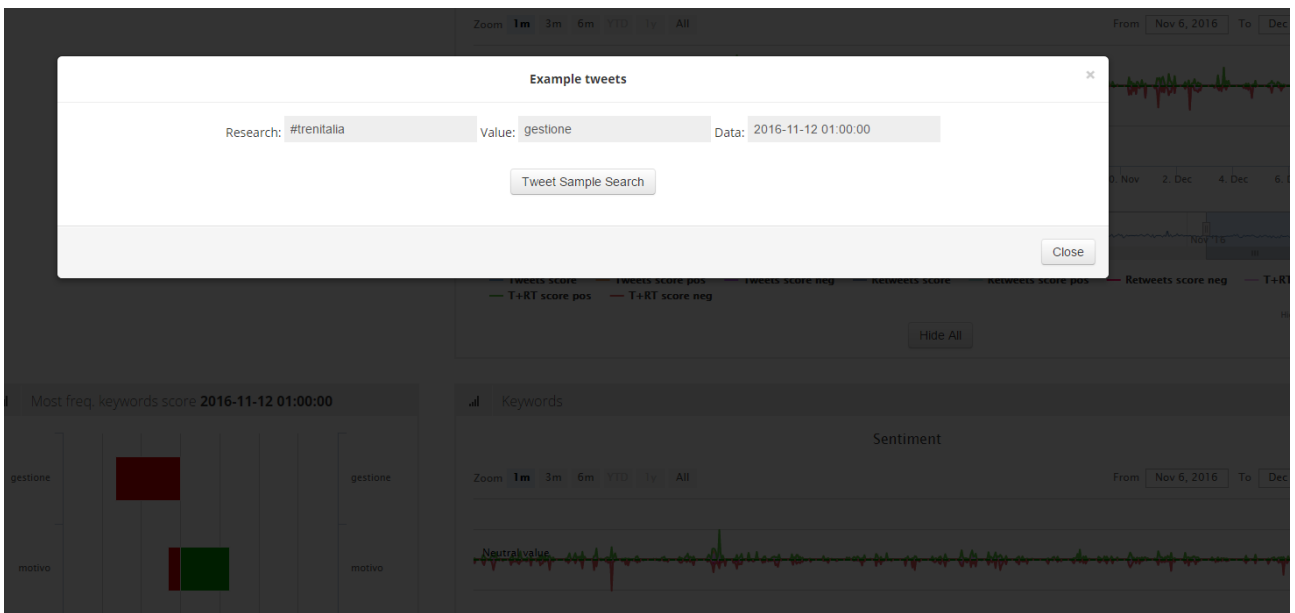 Zoom 1m 3m 6m YTD 1y All From Nov 6, 2016 To Dec
Example tweets ×
Research: #trenitalia Value: gestione Data: 2016-11-12 01:00:00
Tweet Sample Search
Nov 2. Dec 4. Dec 6.
Nov '16
Close
Tweets score Tweets score pos Tweets score neg Retweets score Retweets score pos Retweets score neg T+RT
T+RT score pos T+RT score neg
Hide All
Most freq. keywords score 2016-11-12 01:00:00
Keywords
Sentiment
Zoom 1m 3m 6m YTD 1y All From Nov 6, 2016 To Dec
gestione gestione
Neutral value
motivo motivo